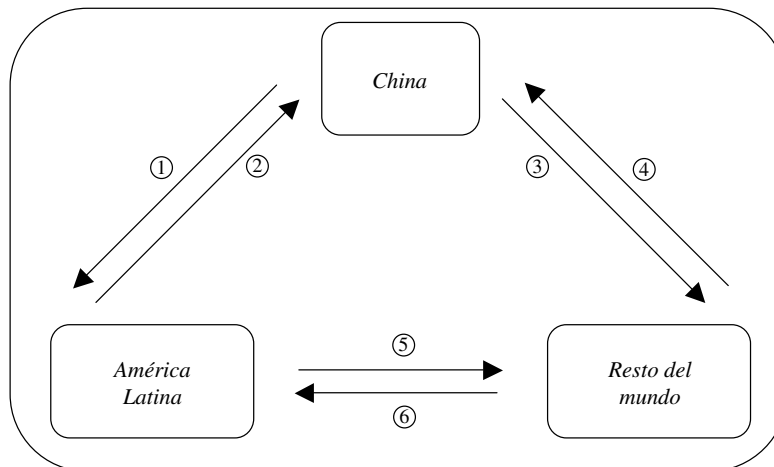 China
① ② ③ ④
América
Latina
⑤
Resto del
mundo
⑥